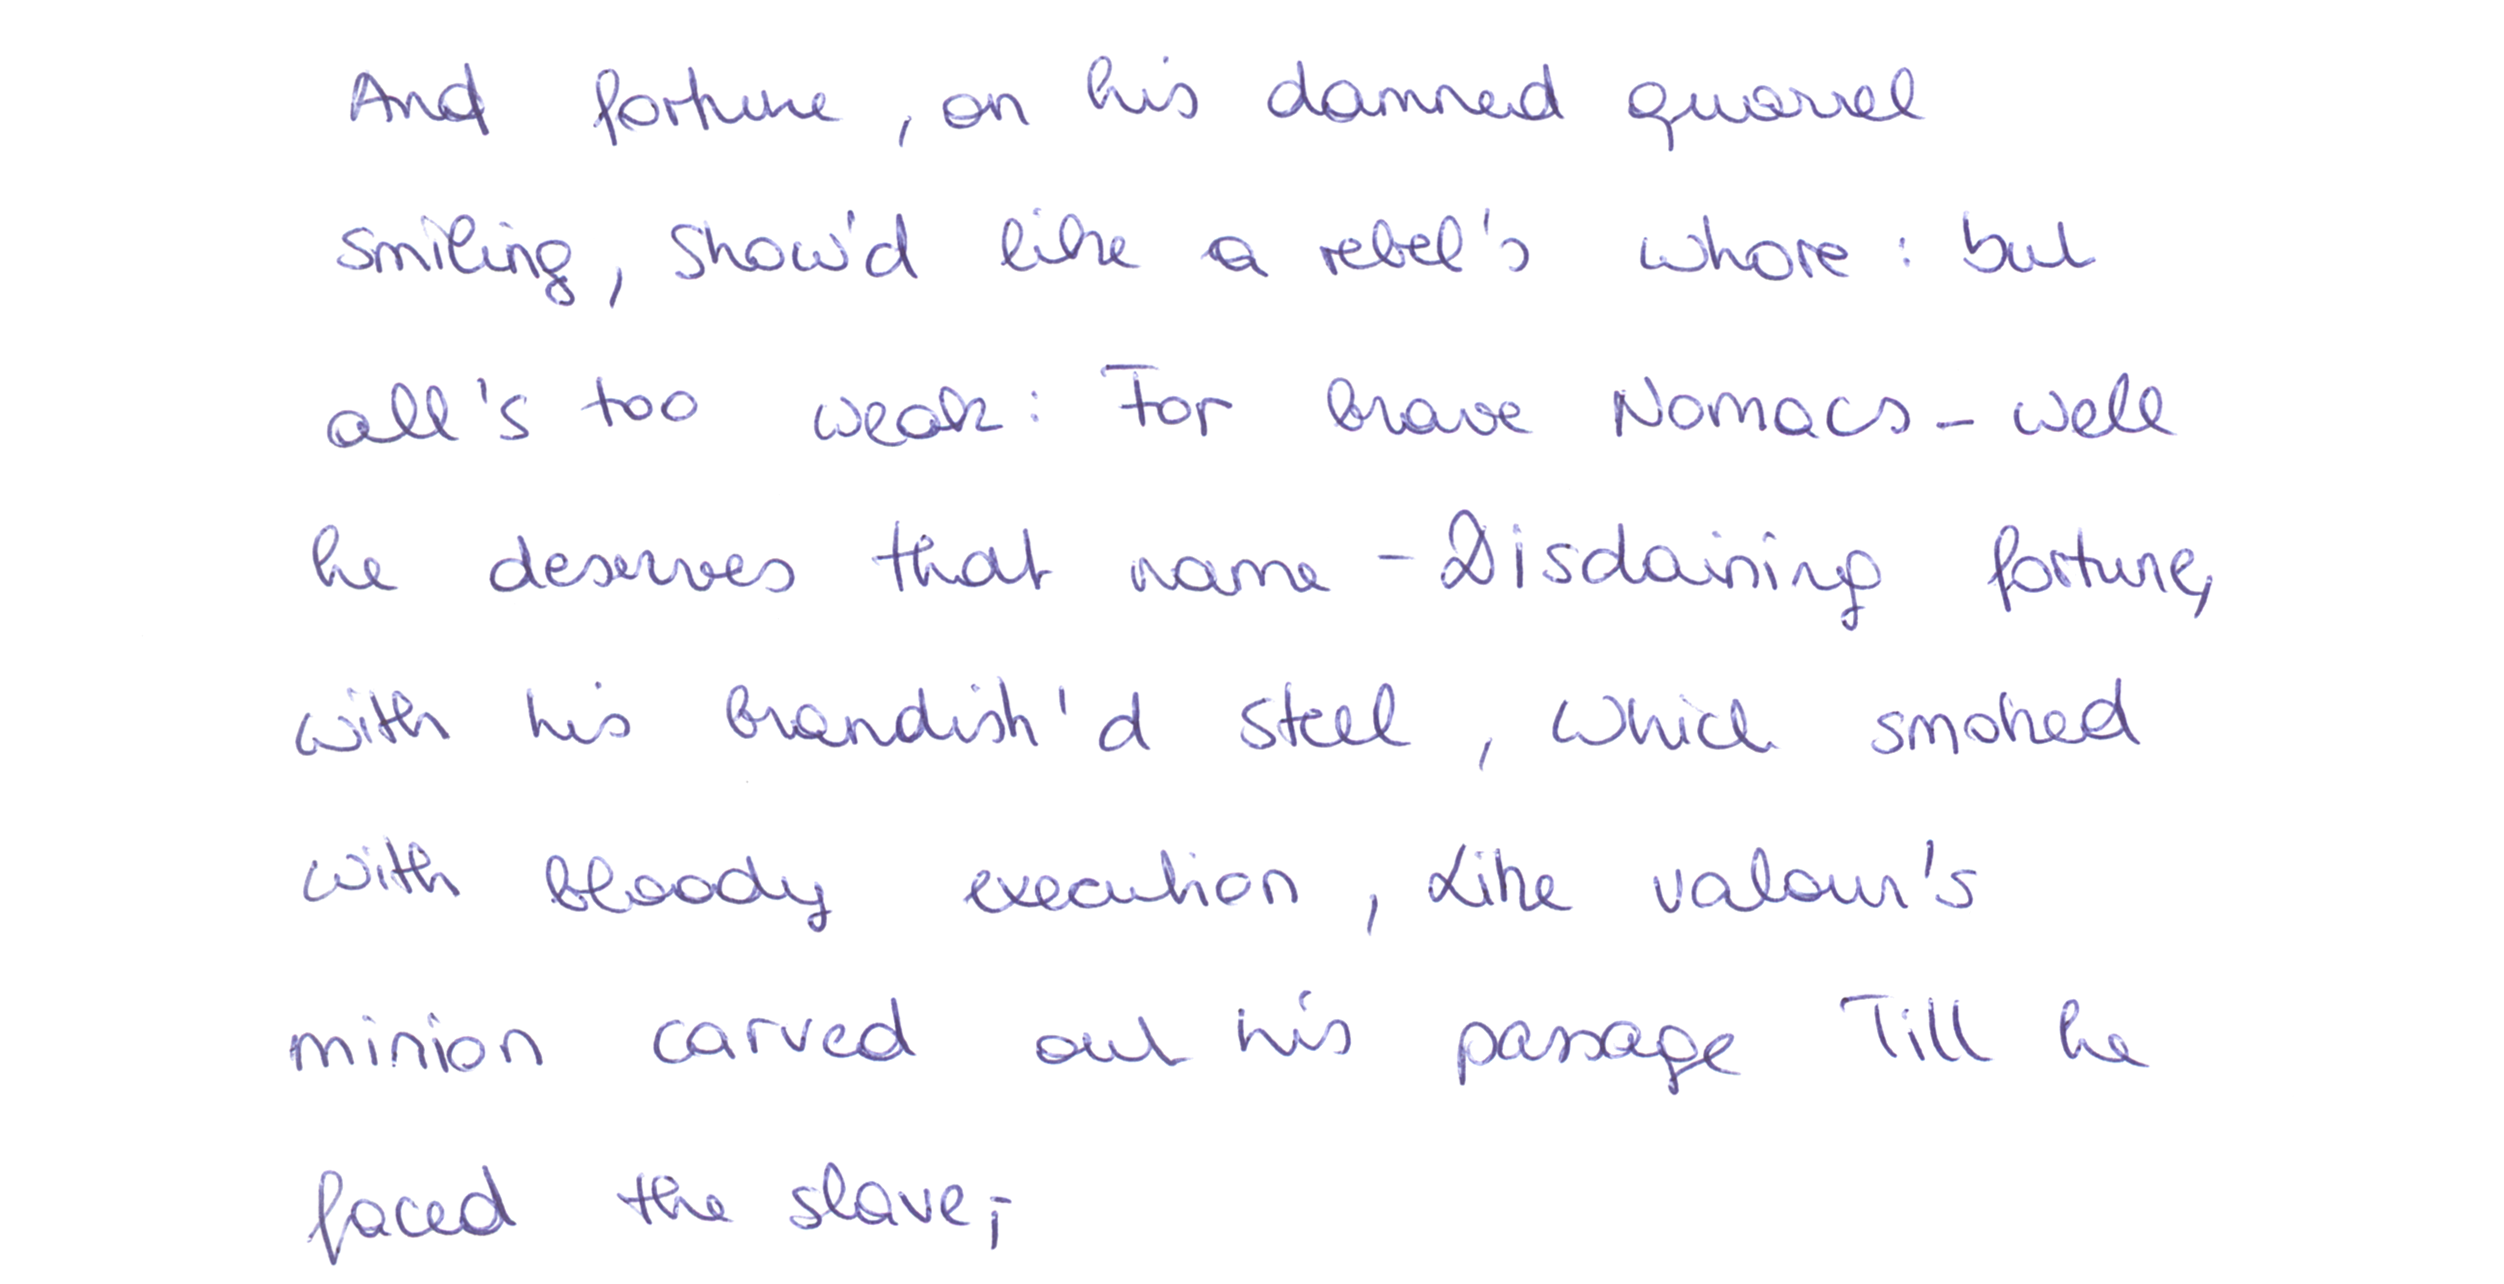 And fortune, on his damned quarrel
smiling, Show'd like a rebel's whore: but
all's too weak: For brave Nomacs - well
he deserves that name - Disdaining fortune,
with his brandish'd steel, which smoked
with bloody execution, Like valour's
minion carved out his passage Till he
faced the slave;